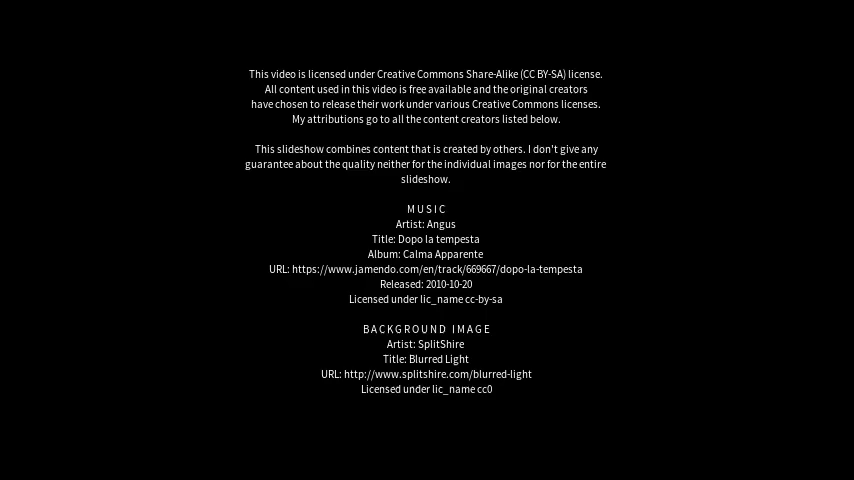 This video is licensed under Creative Commons Share-Alike (CC BY-SA) license.
All content used in this video is free available and the original creators
have chosen to release their work under various Creative Commons licenses.
My attributions go to all the content creators listed below.
This slideshow combines content that is created by others. I don't give any
guarantee about the quality neither for the individual images nor for the entire
slideshow.
MUSIC
Artist: Angus
Title: Dopo la tempesta
Album: Calma Apparente
URL: https://www.jamendo.com/en/track/669667/dopo-la-tempesta
Released: 2010-10-20
Licensed under lic_name cc-by-sa
BACKGROUND IMAGE
Artist: SplitShire
Title: Blurred Light
URL: http://www.splitshire.com/blurred-light
Licensed under lic_name cc0